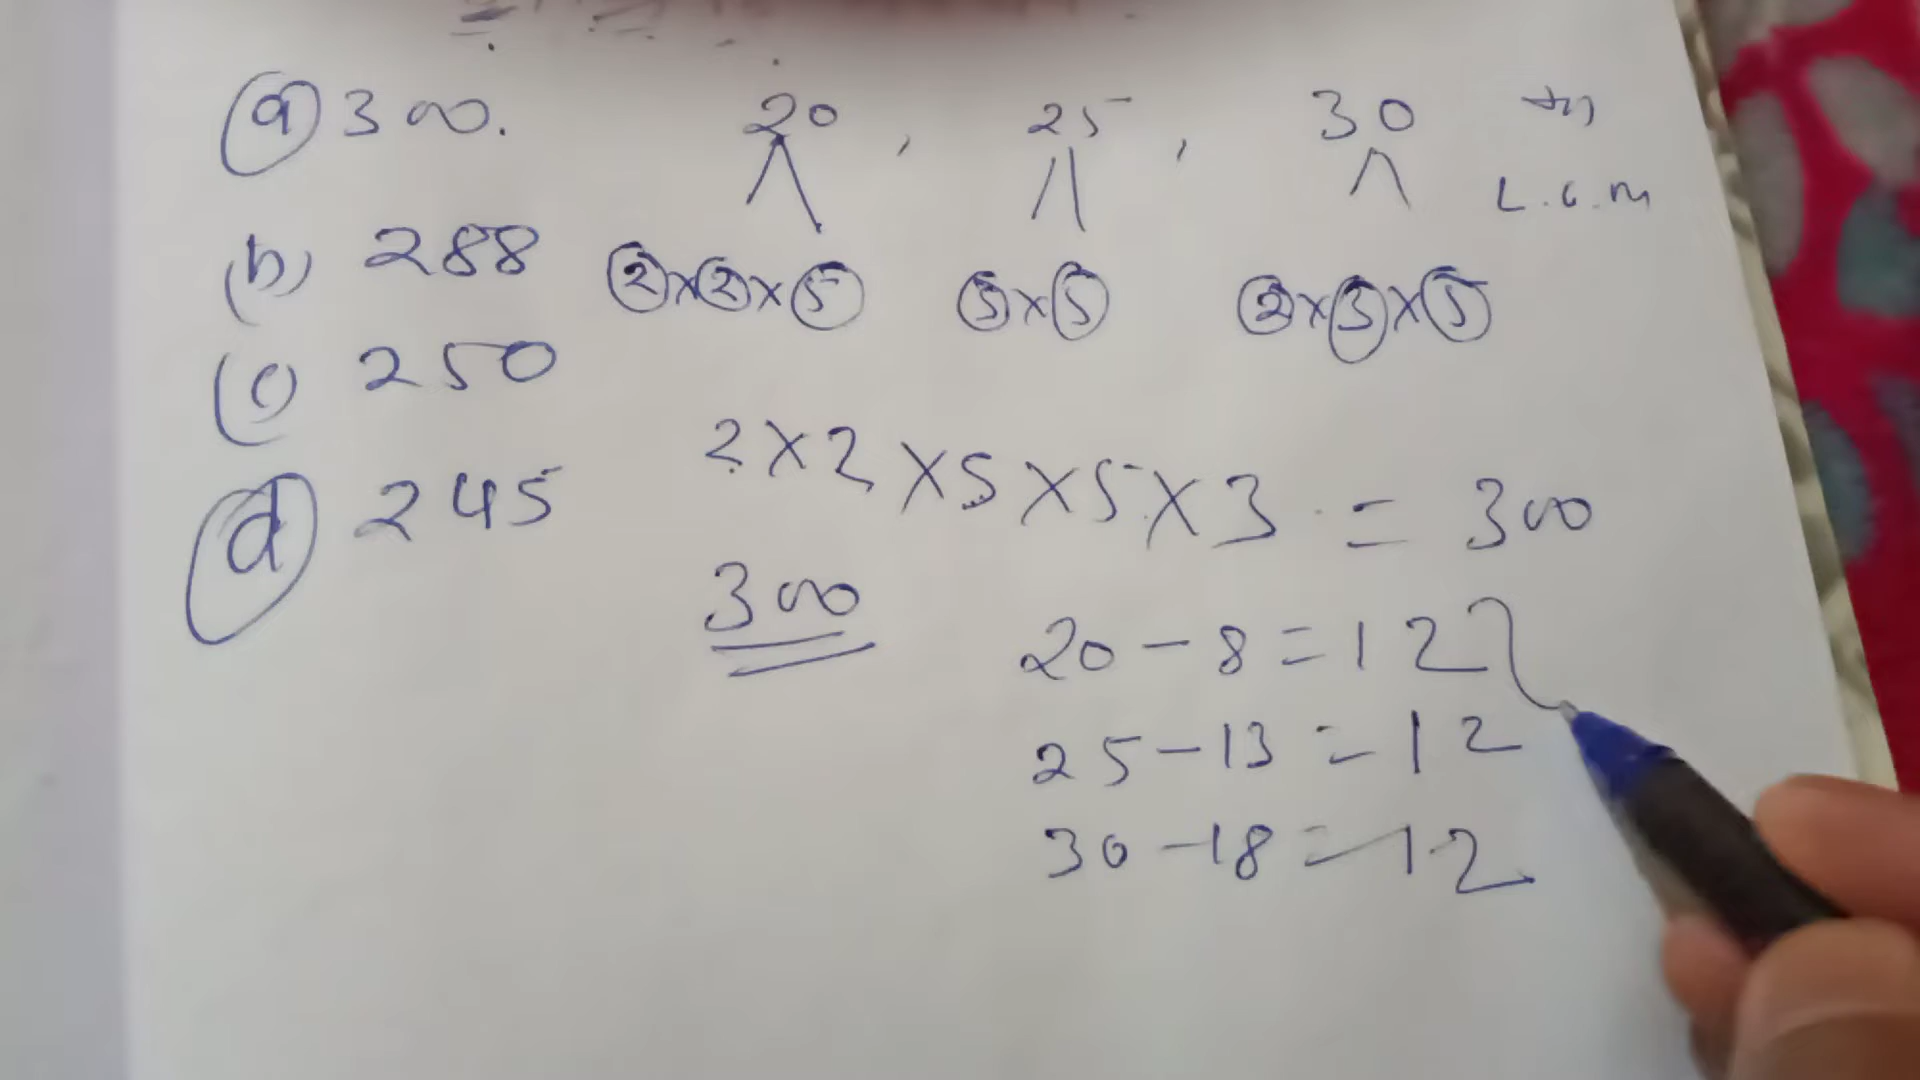 (a) 300.
(b) 288
(c) 250
(d) 245
20 , 25 , 30
L.c.m
2×2×5 5×5 2×3×5
2×2×5×5×3 = 300
300
20 - 8 = 12
25 - 13 = 12
30 - 18 = 12